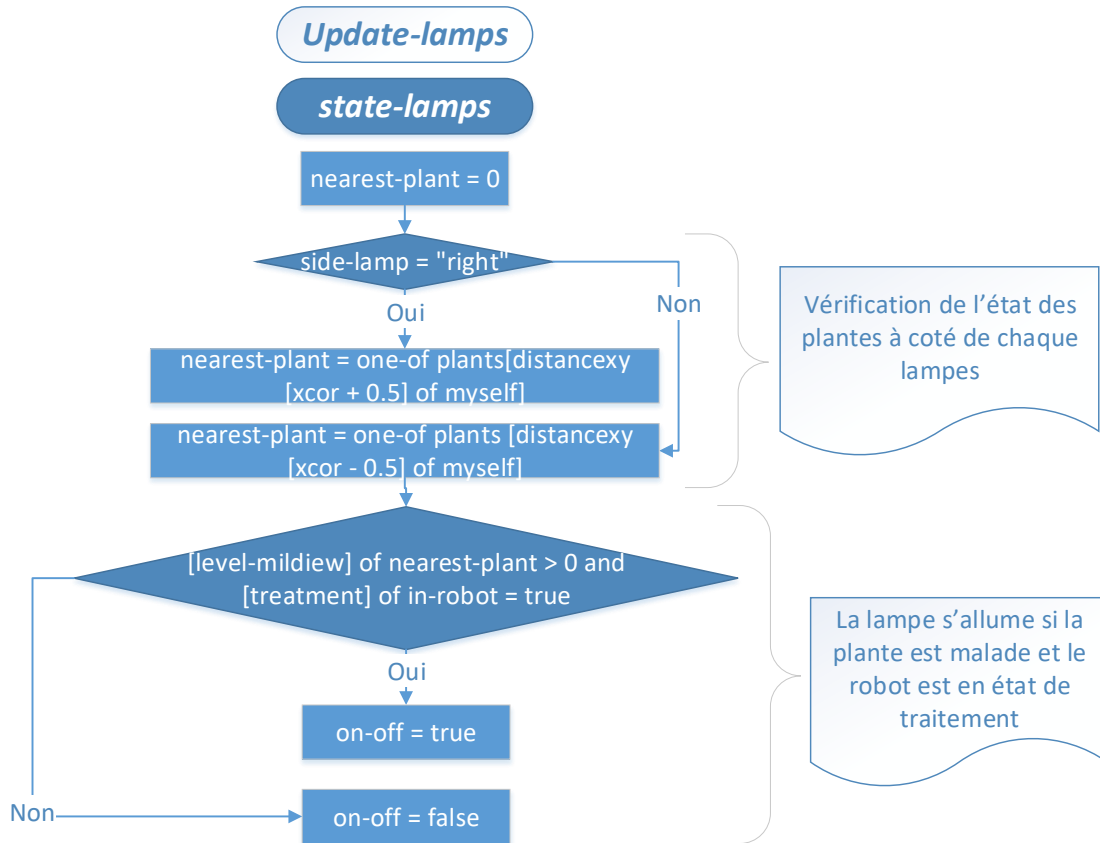 Update-lamps
state-lamps
nearest-plant = 0
side-lamp = "right"
Non
Oui
nearest-plant = one-of plants[distancexy
[xcor + 0.5] of myself]
nearest-plant = one-of plants [distancexy
[xcor - 0.5] of myself]
Vérification de l'état des
plantes à coté de chaque
lampes
[level-mildiew] of nearest-plant > 0 and
[treatment] of in-robot = true
Oui
on-off = true
Non
on-off = false
La lampe s'allume si la
plante est malade et le
robot est en état de
traitement